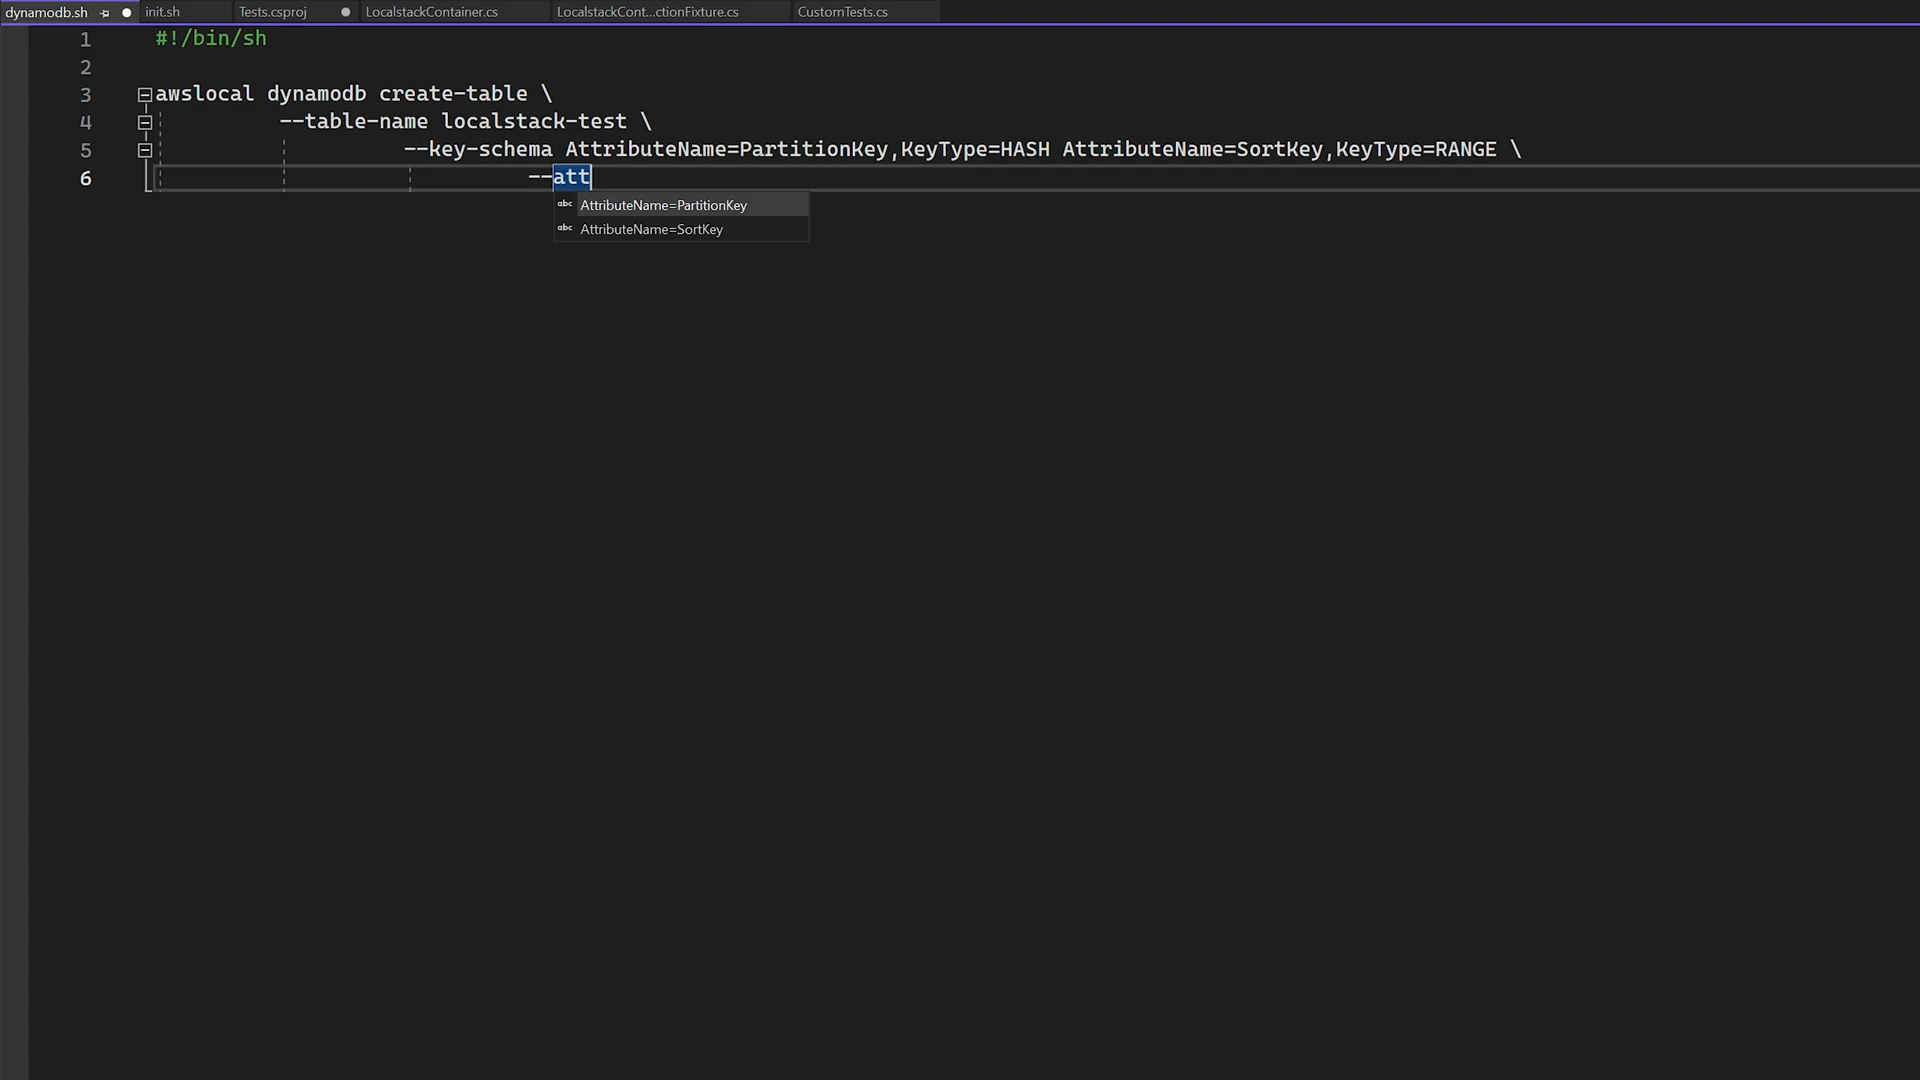 dynamodb.sh init.sh Tests.csproj LocalstackContainer.cs LocalstackCont...ctionFixture.cs CustomTests.cs
1 #!/bin/sh
2
3 awslocal dynamodb create-table \
4 --table-name localstack-test \
5 --key-schema AttributeName=PartitionKey,KeyType=HASH AttributeName=SortKey,KeyType=RANGE \
6 --att
abc AttributeName=PartitionKey
abc AttributeName=SortKey